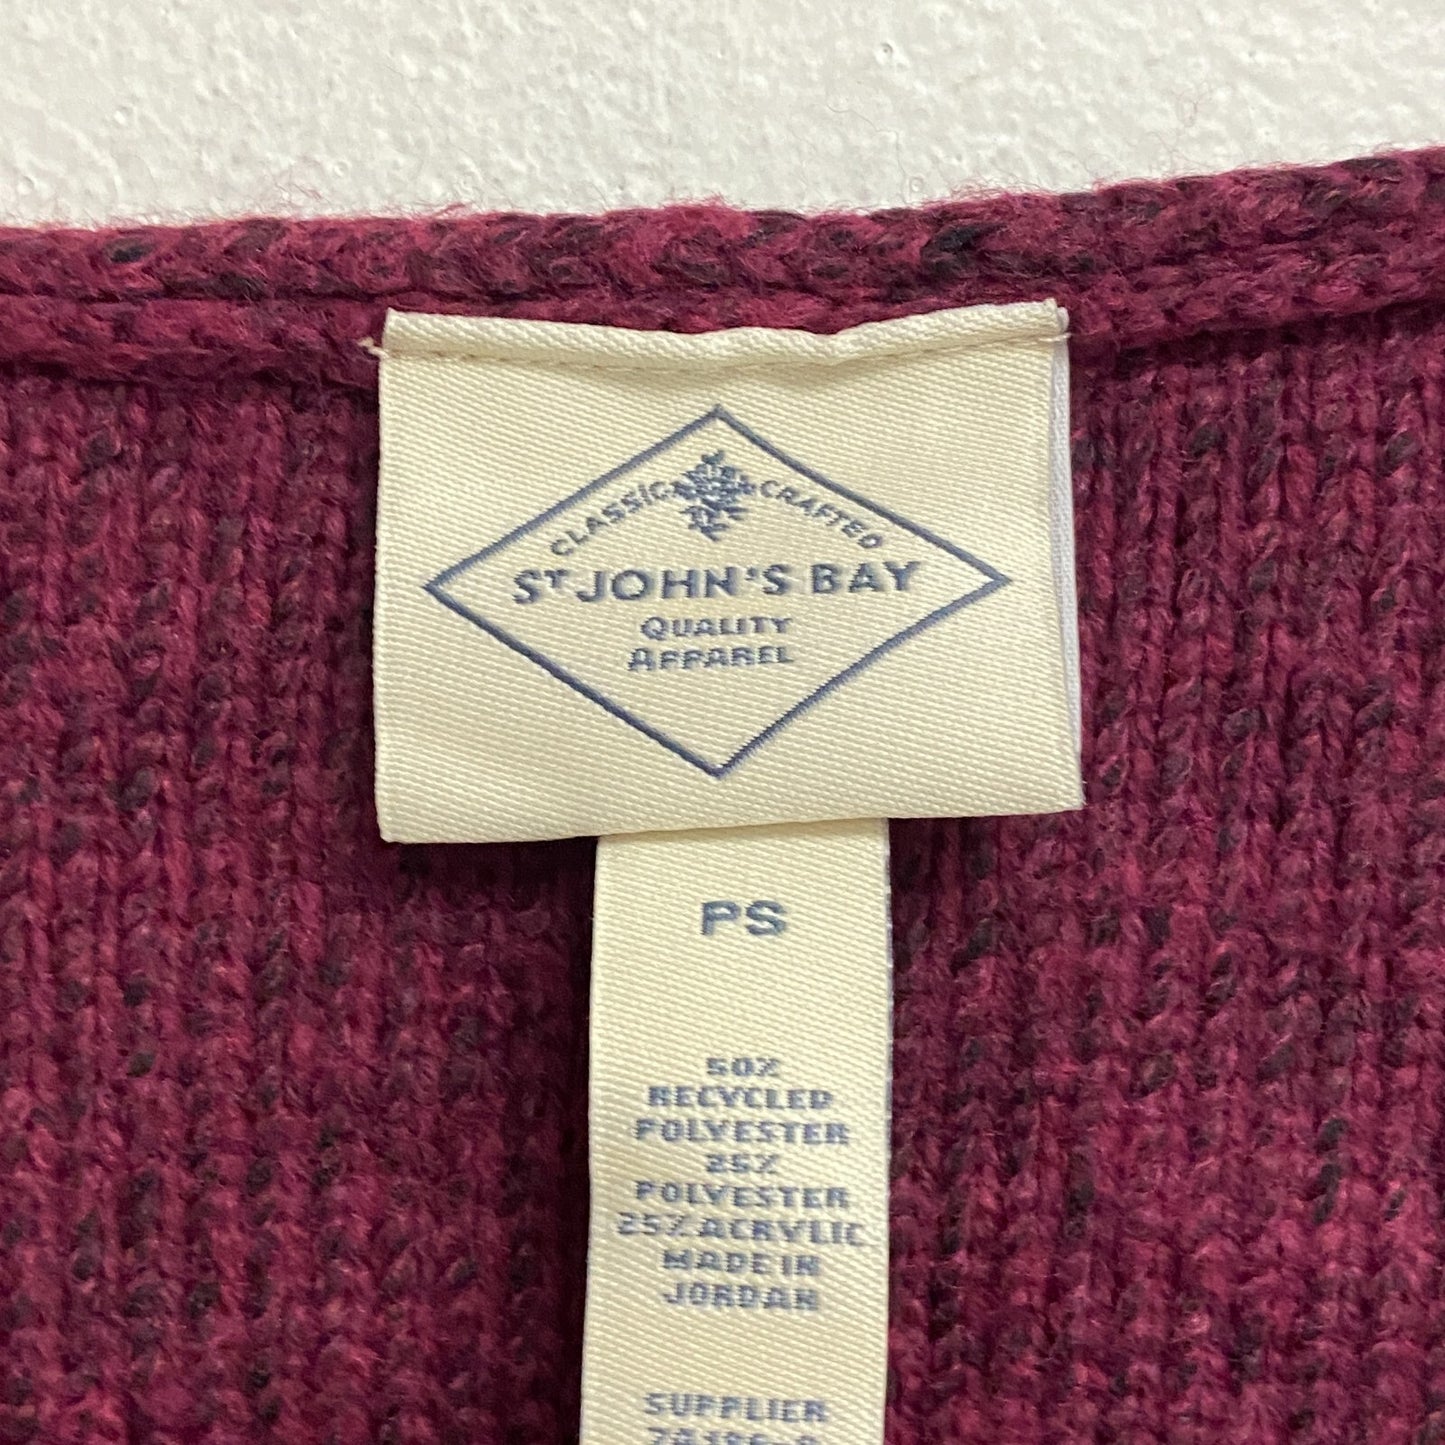 CLASSIC CRAFTED
ST JOHN'S BAY
QUALITY
APPAREL
PS
50%
RECYCLED
POLYESTER
25%
POLYESTER
25% ACRYLIC
MADE IN
JORDAN
SUPPLIER